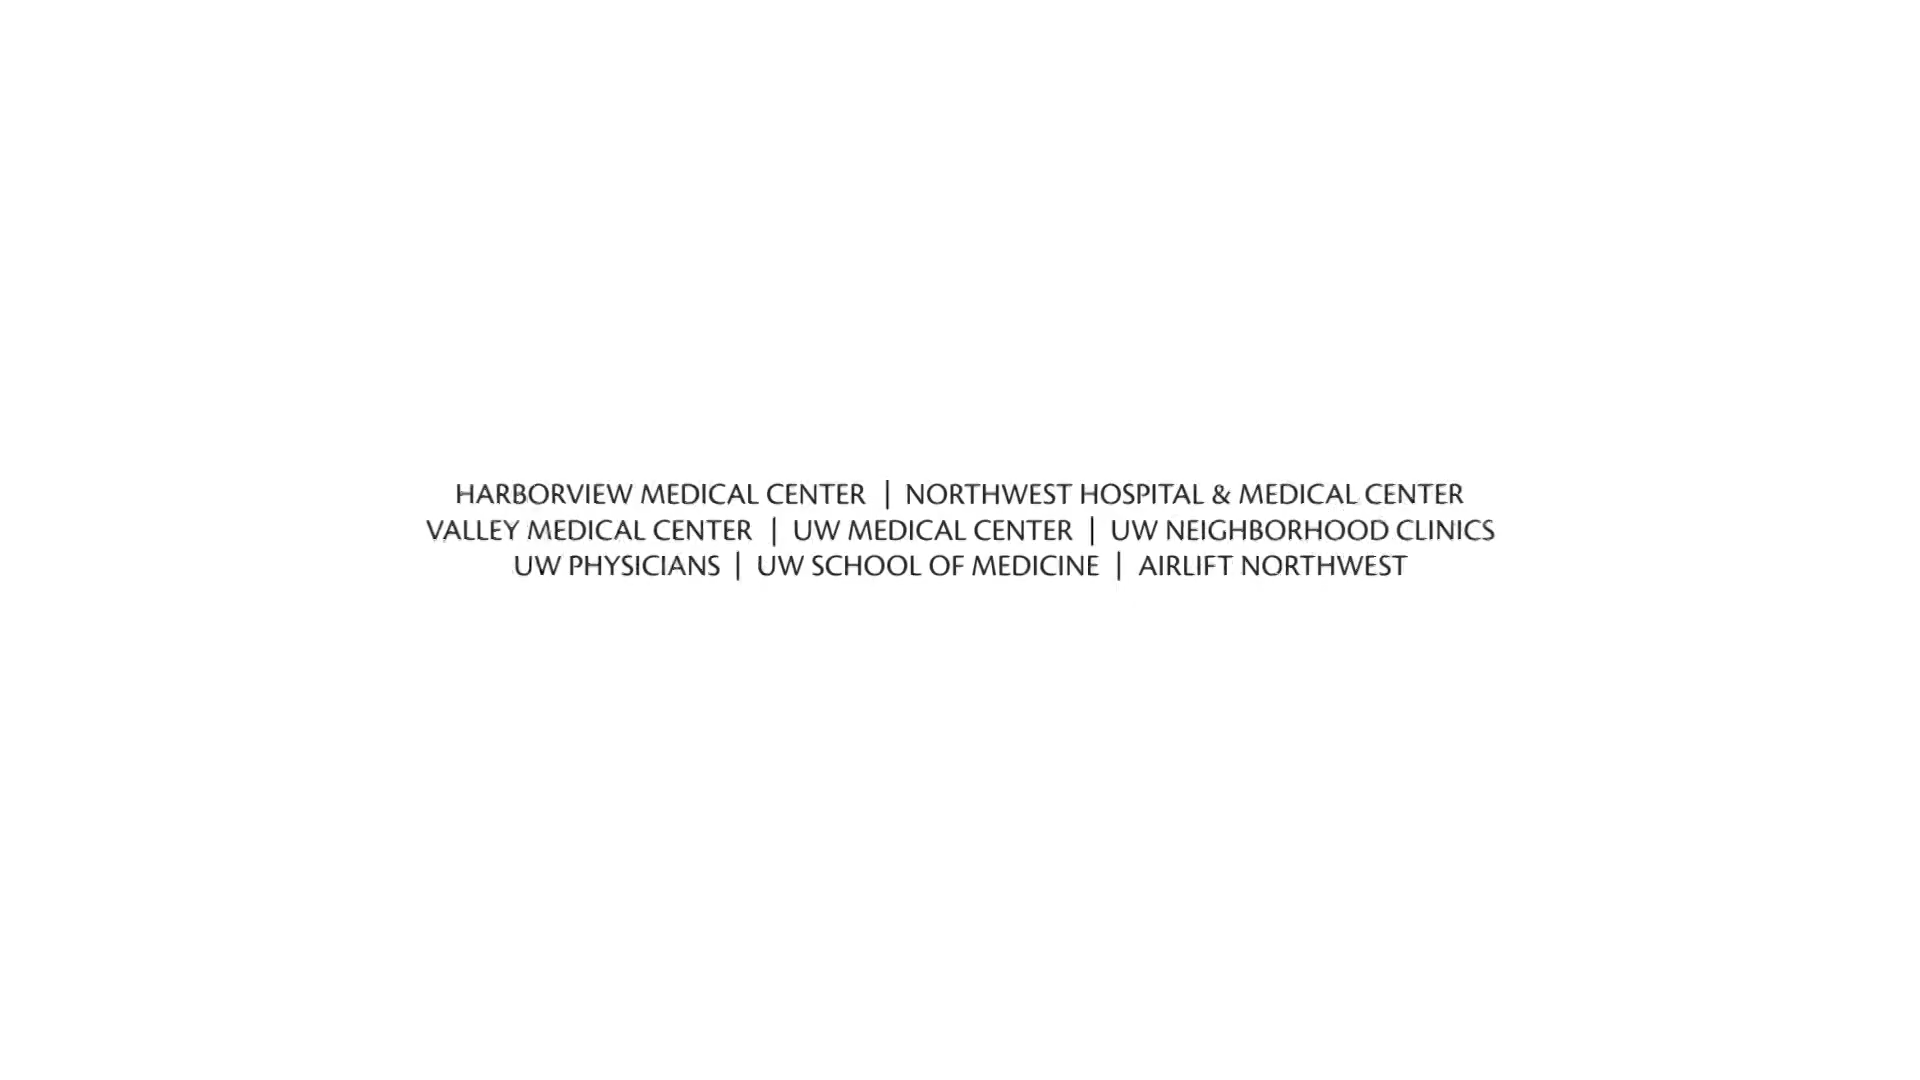 HARBORVIEW MEDICAL CENTER | NORTHWEST HOSPITAL & MEDICAL CENTER
VALLEY MEDICAL CENTER | UW MEDICAL CENTER | UW NEIGHBORHOOD CLINICS
UW PHYSICIANS | UW SCHOOL OF MEDICINE | AIRLIFT NORTHWEST